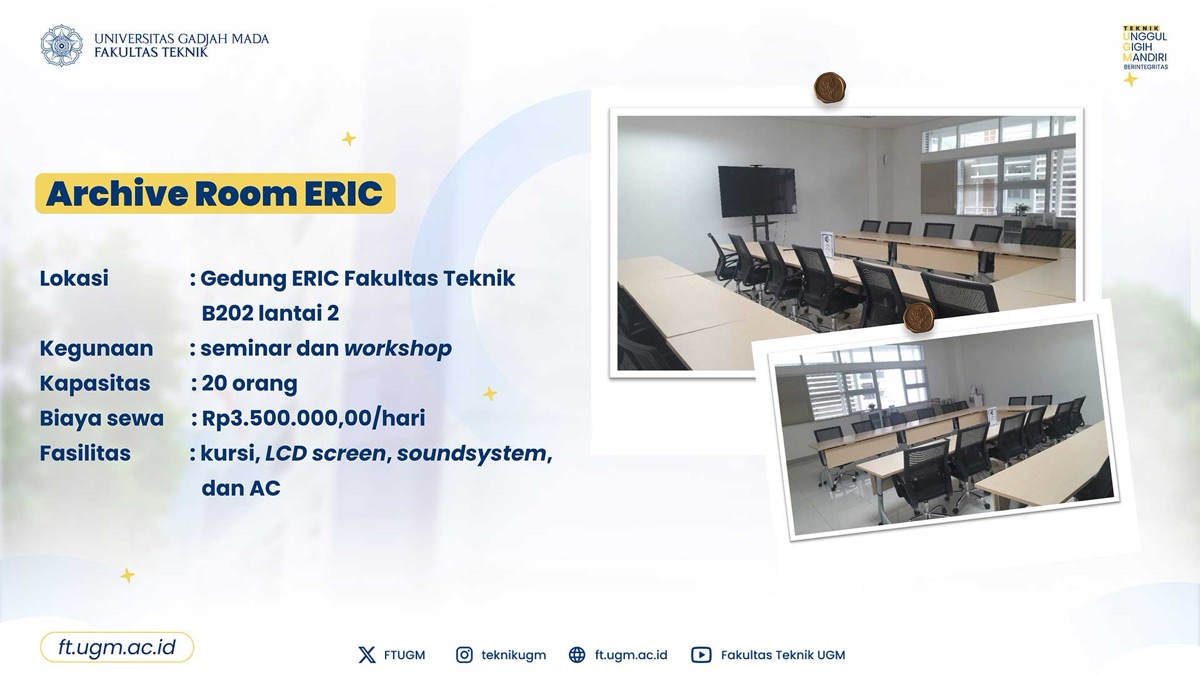 UNIVERSITAS GADJAH MADA
FAKULTAS TEKNIK
TEKNIK
UNGGUL
GIGIH
MANDIRI
BERINTEGRITAS
Archive Room ERIC
Lokasi : Gedung ERIC Fakultas Teknik
B202 lantai 2
Kegunaan : seminar dan workshop
Kapasitas : 20 orang
Biaya sewa : Rp3.500.000,00/hari
Fasilitas : kursi, LCD screen, soundsystem,
dan AC
ft.ugm.ac.id
FTUGM teknikugm ft.ugm.ac.id Fakultas Teknik UGM